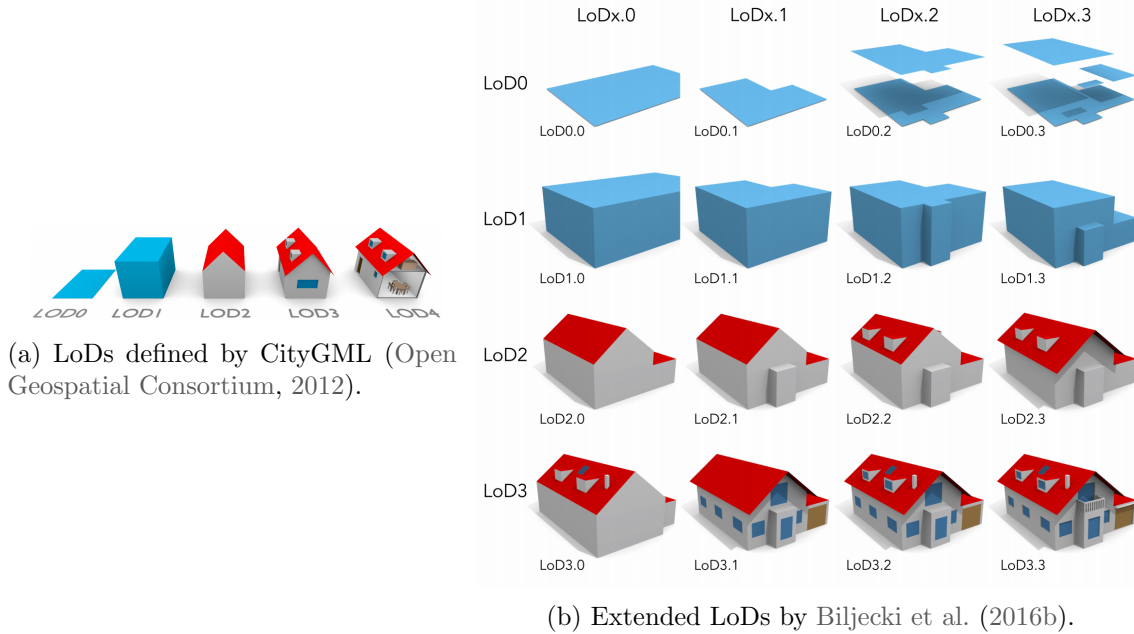 LOD0 LOD1 LOD2 LOD3 LOD4
(a) LoDs defined by CityGML (Open
Geospatial Consortium, 2012).
LoDx.0 LoDx.1 LoDx.2 LoDx.3
LoD0
LoD0.0 LoD0.1 LoD0.2 LoD0.3
LoD1
LoD1.0 LoD1.1 LoD1.2 LoD1.3
LoD2
LoD2.0 LoD2.1 LoD2.2 LoD2.3
LoD3
LoD3.0 LoD3.1 LoD3.2 LoD3.3
(b) Extended LoDs by Biljecki et al. (2016b).